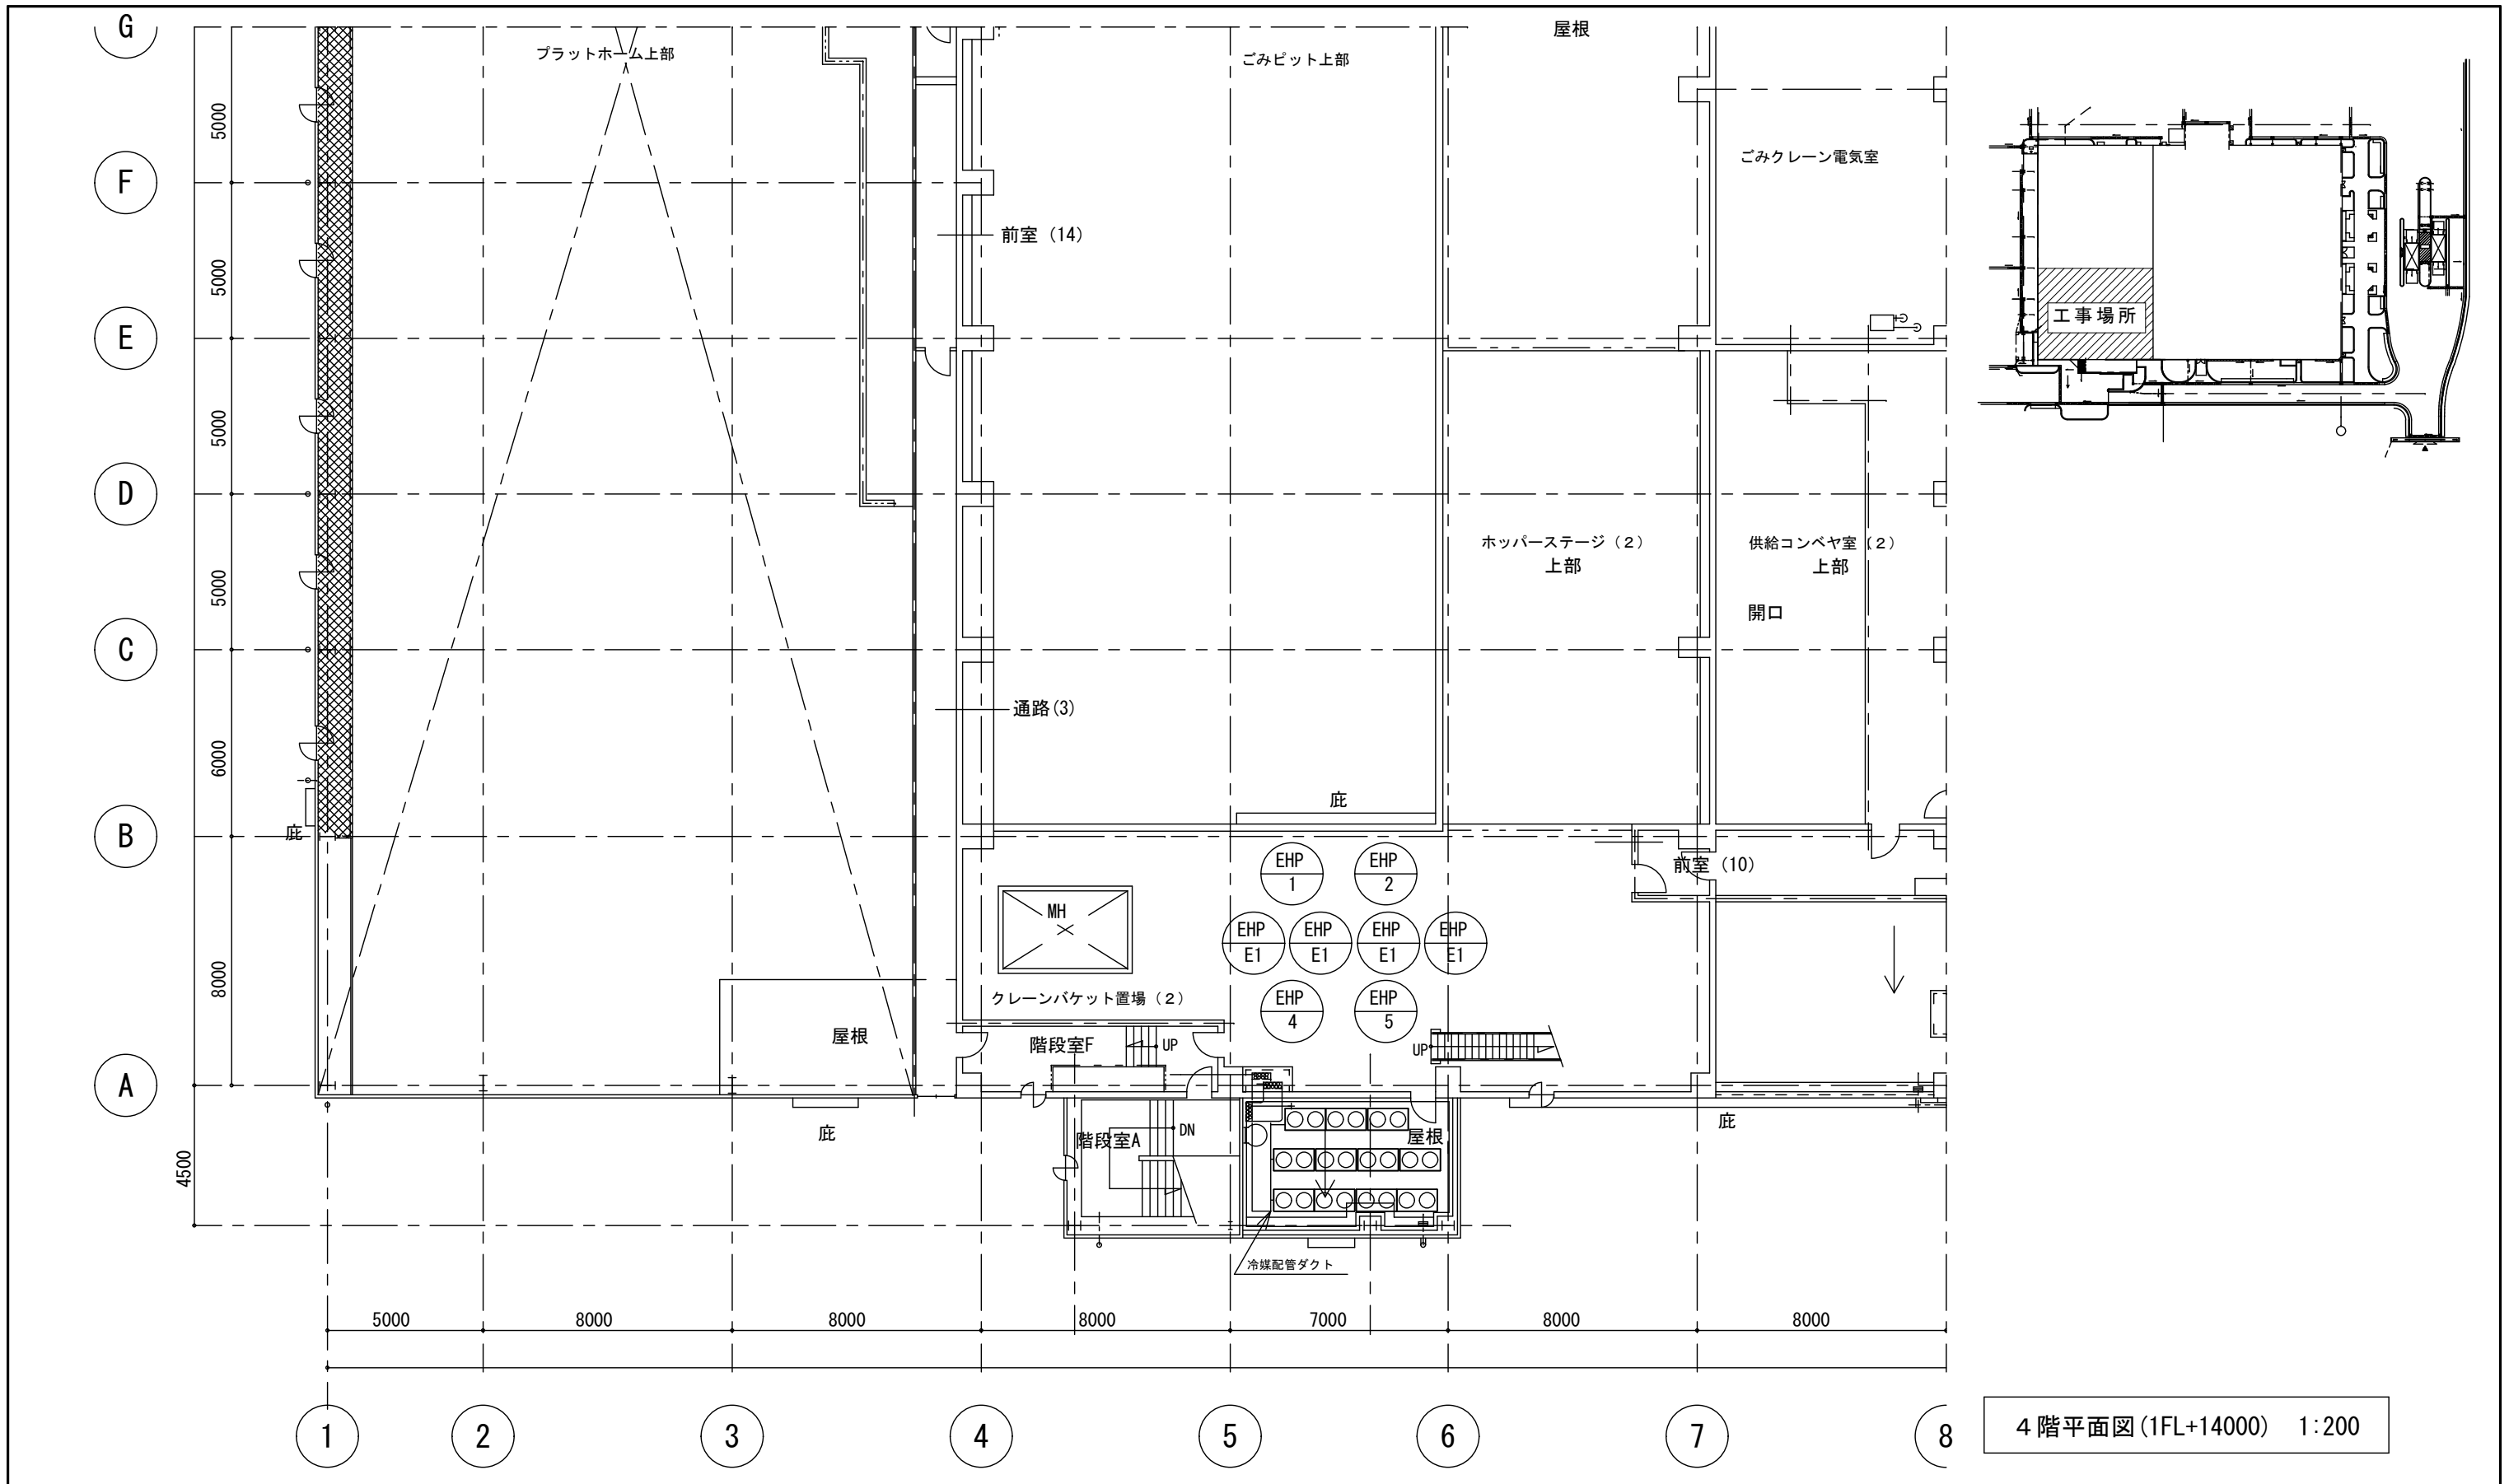 G
屋根
プラットホーム上部
ごみピット上部
5000
ごみクレーン電気室
F
前室（14）
5000
工事場所
E
5000
D
ホッパーステージ（２）
上部
供給コンベヤ室（２）
上部
5000
開口
C
通路(3)
6000
庇
庇
B
前室（10）
EHP
1
EHP
2
MH
EHP
E1
EHP
E1
EHP
E1
EHP
E1
8000
クレーンバケット置場（２）
EHP
4
EHP
5
屋根
階段室F
UP
UP
A
庇
階段室A
DN
屋根
庇
4500
冷媒配管ダクト
5000
8000
8000
8000
7000
8000
8000
1
2
3
4
5
6
7
8
４階平面図(1FL+14000)　1:200